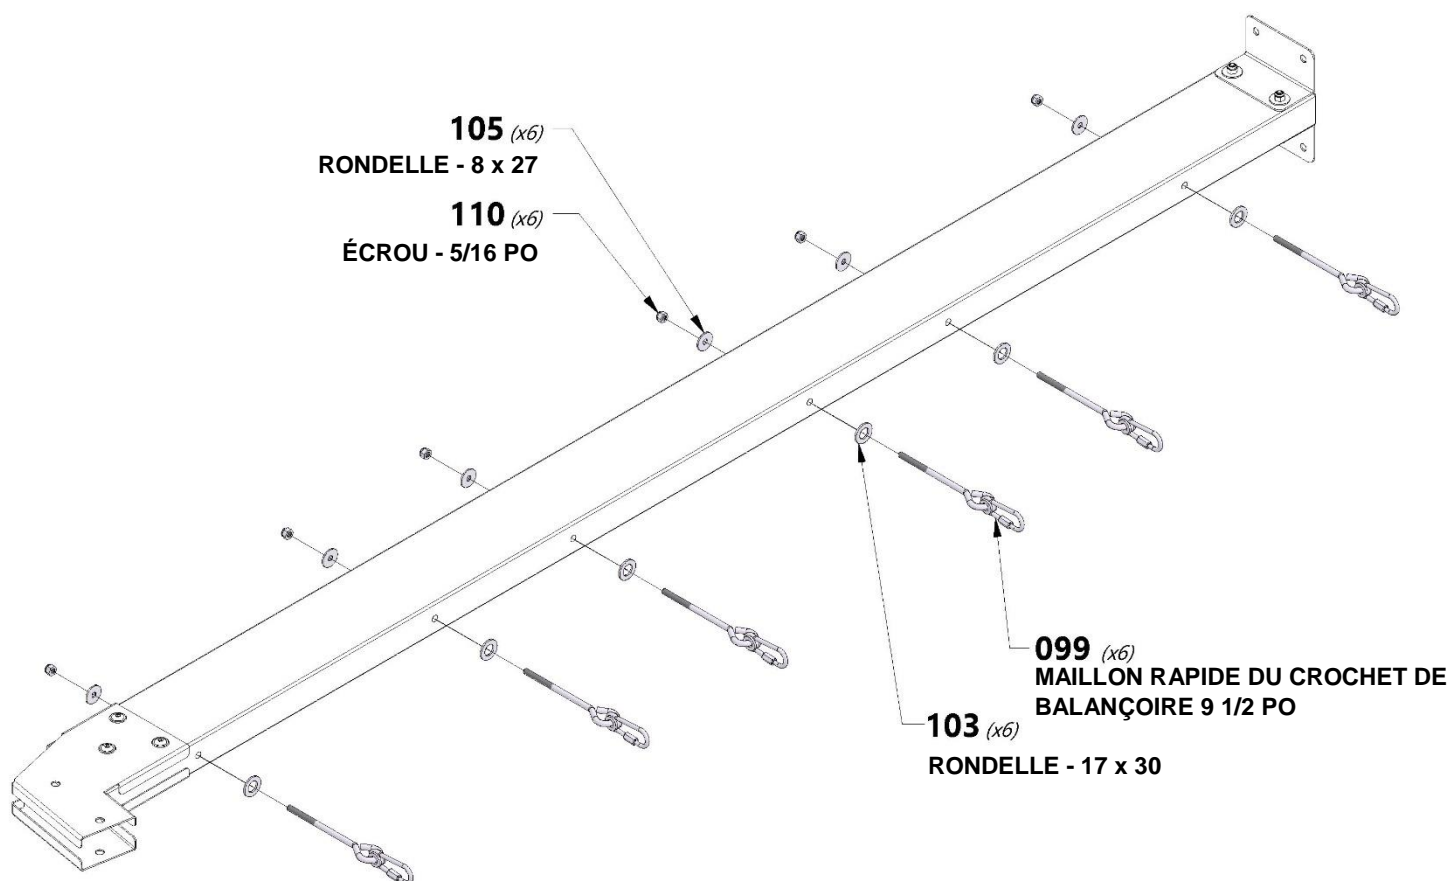 105 (x6)
RONDELLE - 8 x 27
110 (x6)
ÉCROU - 5/16 PO
099 (x6)
MAILLON RAPIDE DU CROCHET DE
BALANÇOIRE 9 1/2 PO
103 (x6)
RONDELLE - 17 x 30